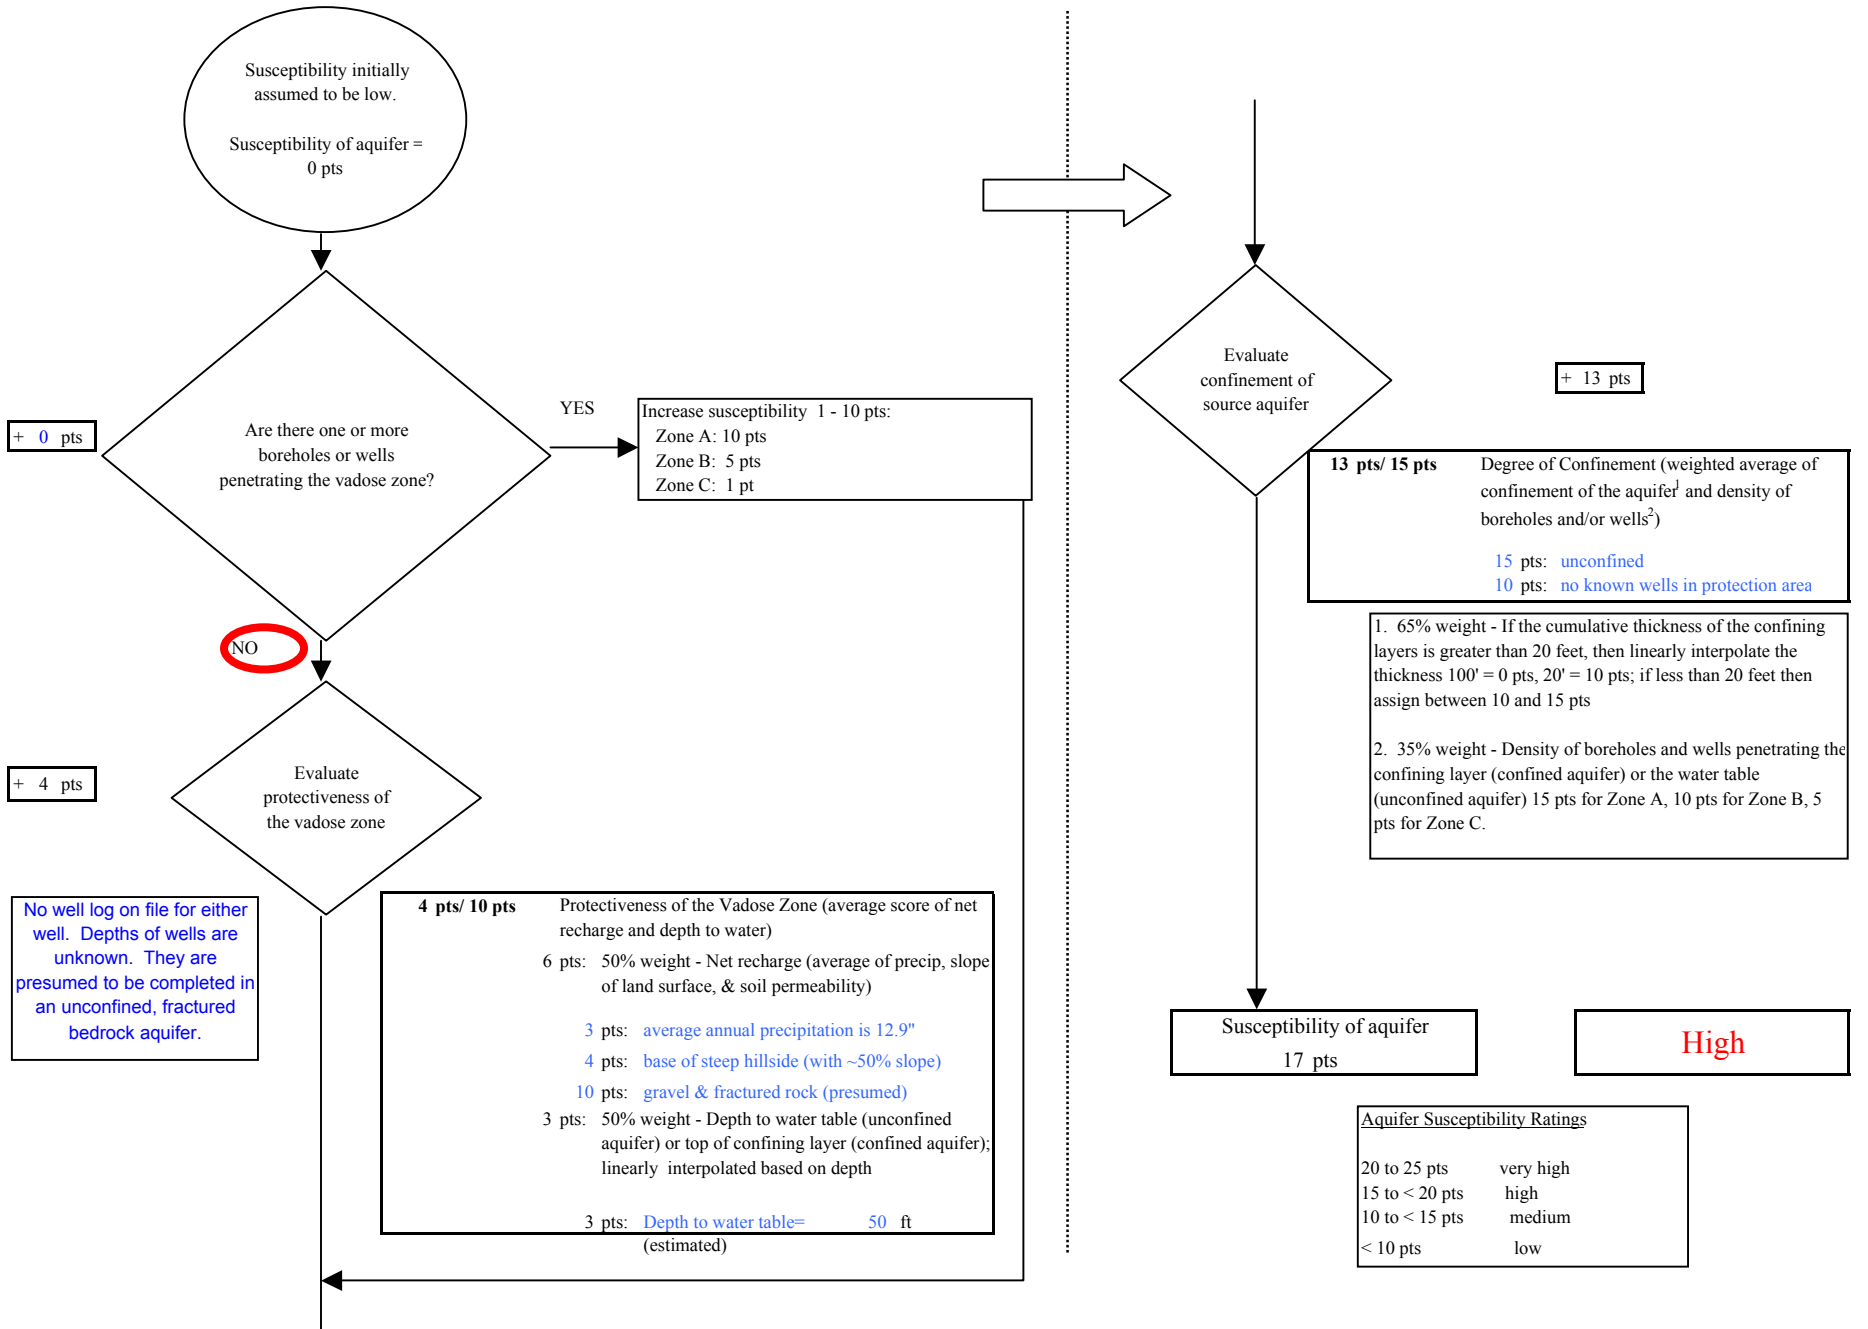 Susceptibility initially
assumed to be low.
Susceptibility of aquifer =
0 pts
+ 0 pts
Are there one or more
boreholes or wells
penetrating the vadose zone?
YES
Increase susceptibility 1 - 10 pts:
Zone A: 10 pts
Zone B: 5 pts
Zone C: 1 pt
NO
+ 4 pts
Evaluate
protectiveness of
the vadose zone
No well log on file for either
well. Depths of wells are
unknown. They are
presumed to be completed in
an unconfined, fractured
bedrock aquifer.
4 pts/ 10 pts Protectiveness of the Vadose Zone (average score of net
recharge and depth to water)
6 pts: 50% weight - Net recharge (average of precip, slope
of land surface, & soil permeability)
3 pts: average annual precipitation is 12.9"
4 pts: base of steep hillside (with ~50% slope)
10 pts: gravel & fractured rock (presumed)
3 pts: 50% weight - Depth to water table (unconfined
aquifer) or top of confining layer (confined aquifer);
linearly interpolated based on depth
3 pts: Depth to water table= 50 ft
(estimated)
Evaluate
confinement of
source aquifer
+ 13 pts
13 pts/ 15 pts Degree of Confinement (weighted average of
confinement of the aquifer1 and density of
boreholes and/or wells2)
15 pts: unconfined
10 pts: no known wells in protection area
1. 65% weight - If the cumulative thickness of the confining
layers is greater than 20 feet, then linearly interpolate the
thickness 100' = 0 pts, 20' = 10 pts; if less than 20 feet then
assign between 10 and 15 pts
2. 35% weight - Density of boreholes and wells penetrating the
confining layer (confined aquifer) or the water table
(unconfined aquifer) 15 pts for Zone A, 10 pts for Zone B, 5
pts for Zone C.
Susceptibility of aquifer
17 pts
High
Aquifer Susceptibility Ratings
20 to 25 pts very high
15 to < 20 pts high
10 to < 15 pts medium
< 10 pts low